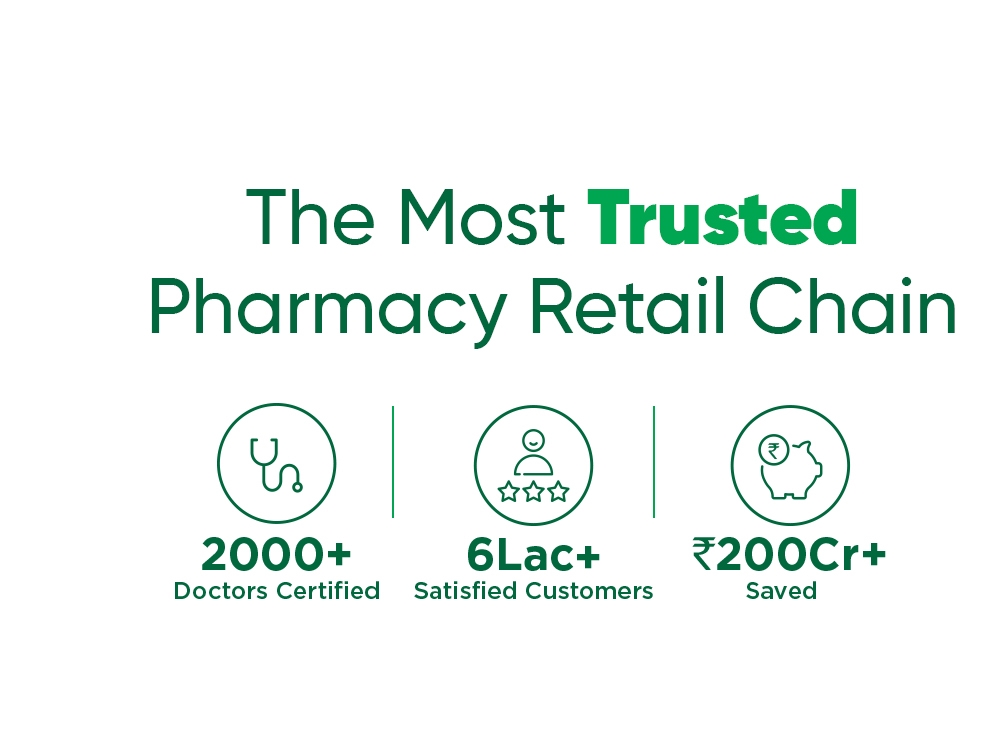 The Most Trusted
Pharmacy Retail Chain
₹
2000+
Doctors Certified
6Lac+
Satisfied Customers
₹200Cr+
Saved